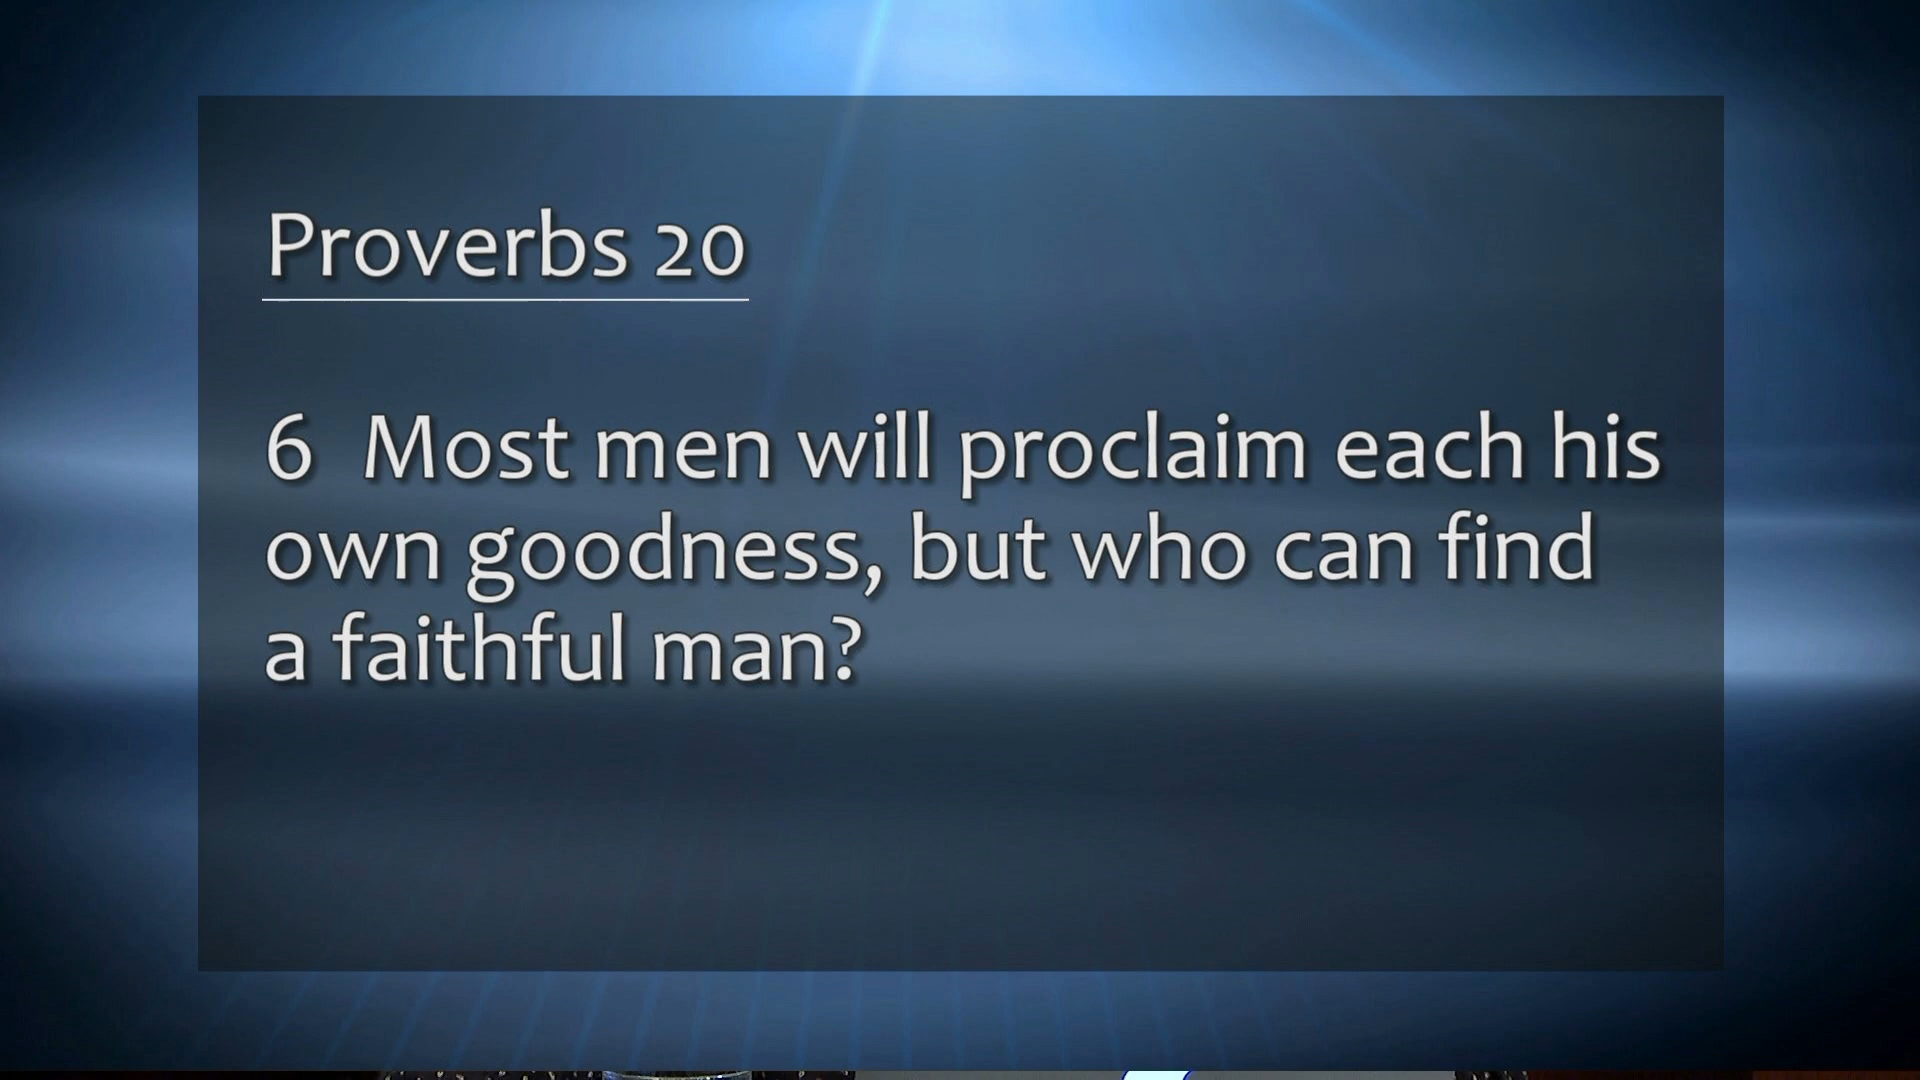 Proverbs 20
6 Most men will proclaim each his
own goodness, but who can find
a faithful man?